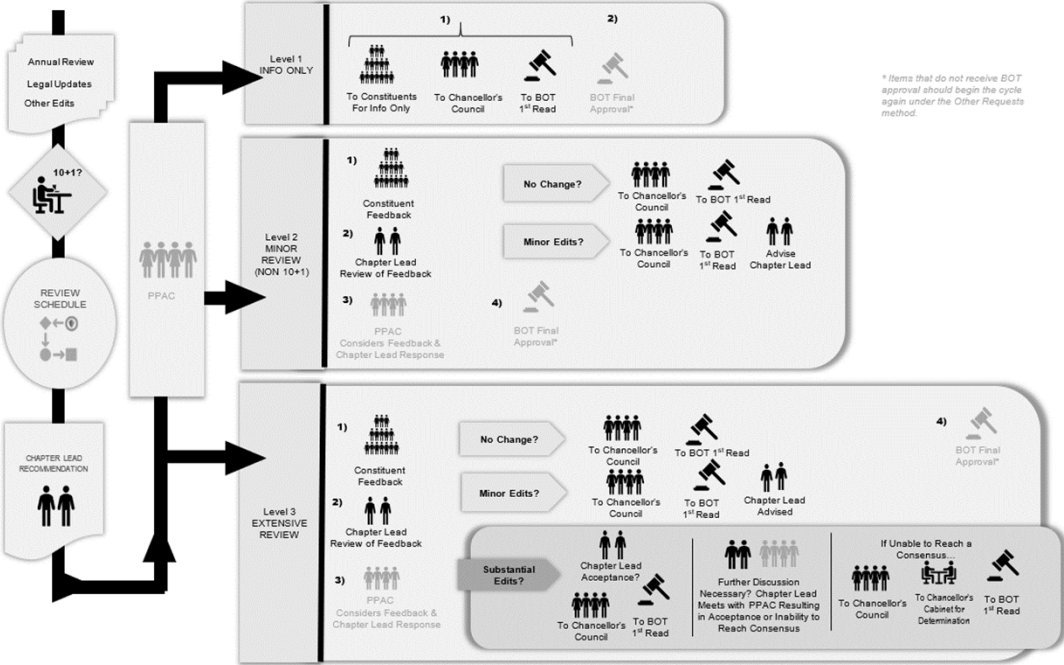 Annual Review
Legal Updates
Other Edits
10+1?
REVIEW
SCHEDULE
CHAPTER LEAD
RECOMMENDATION
PPAC
Level 1
INFO ONLY
1)
To Constituents
For Info Only
To Chancellor's
Council
To BOT
1st Read
2)
BOT Final
Approval*
* Items that do not receive BOT
approval should begin the cycle
again under the Other Requests
method.
Level 2
MINOR
REVIEW
(NON 10+1)
1)
Constituent
Feedback
2)
Chapter Lead
Review of Feedback
3)
PPAC
Considers Feedback &
Chapter Lead Response
No Change?
To Chancellor's
Council
To BOT 1st Read
Minor Edits?
To Chancellor's
Council
To BOT
1st Read
Advise
Chapter Lead
4)
BOT Final
Approval*
Level 3
EXTENSIVE
REVIEW
1)
Constituent
Feedback
2)
Chapter Lead
Review of Feedback
3)
PPAC
Considers Feedback &
Chapter Lead Response
No Change?
To Chancellor's
Council
To BOT 1st Read
Minor Edits?
To Chancellor's
Council
To BOT
1st Read
Chapter Lead
Advised
4)
BOT Final
Approval*
Substantial
Edits?
Chapter Lead
Acceptance?
To Chancellor's
Council
To BOT
1st Read
Further Discussion
Necessary? Chapter Lead
Meets with PPAC Resulting
in Acceptance or Inability to
Reach Consensus
If Unable to Reach a
Consensus...
To Chancellor's
Council
To Chancellor's
Cabinet for
Determination
To BOT
1st Read